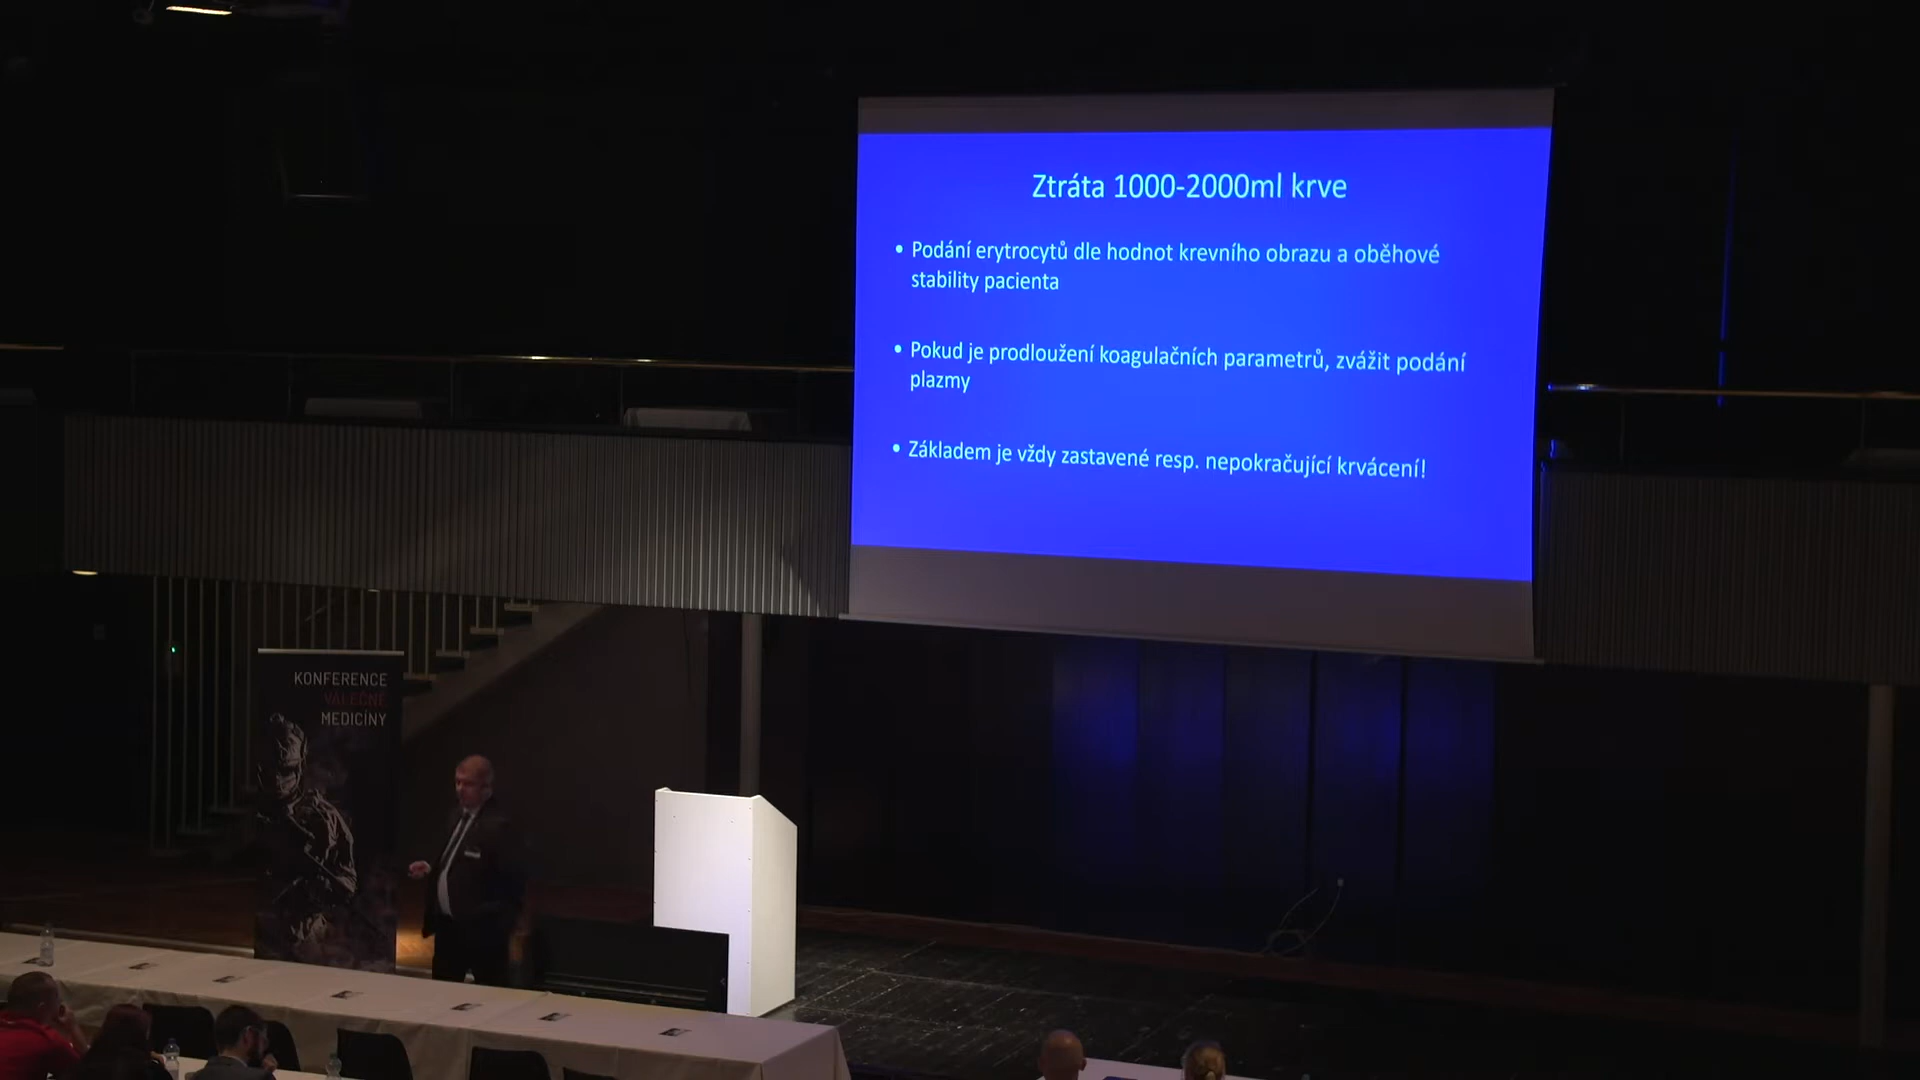 Ztráta 1000-2000ml krve
• Podání erytrocytů dle hodnot krevního obrazu a oběhové
stability pacienta
• Pokud je prodloužení koagulačních parametrů, zvážit podání
plazmy
• Základem je vždy zastavené resp. nepokračující krvácení!
KONFERENCE
VÁLEČNÉ
MEDICÍNY